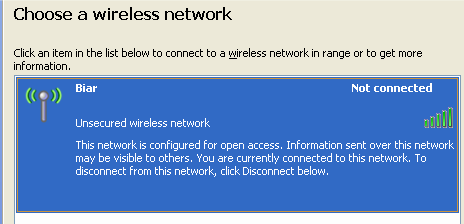 Choose a wireless network
Click an item in the list below to connect to a wireless network in range or to get more
information.
Biar Not connected
Unsecured wireless network
This network is configured for open access. Information sent over this network
may be visible to others. You are currently connected to this network. To
disconnect from this network, click Disconnect below.